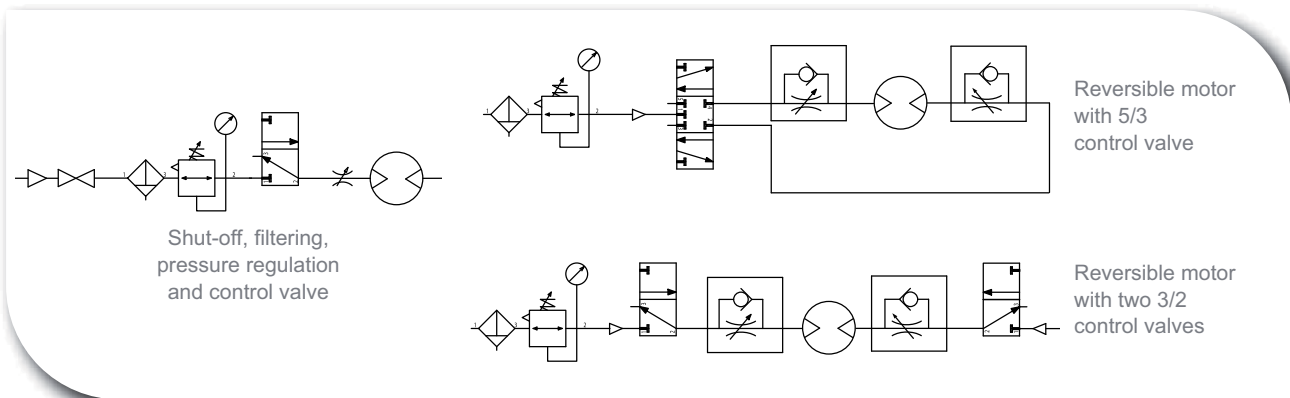 Shut-off, filtering,
pressure regulation
and control valve
Reversible motor
with 5/3
control valve
Reversible motor
with two 3/2
control valves